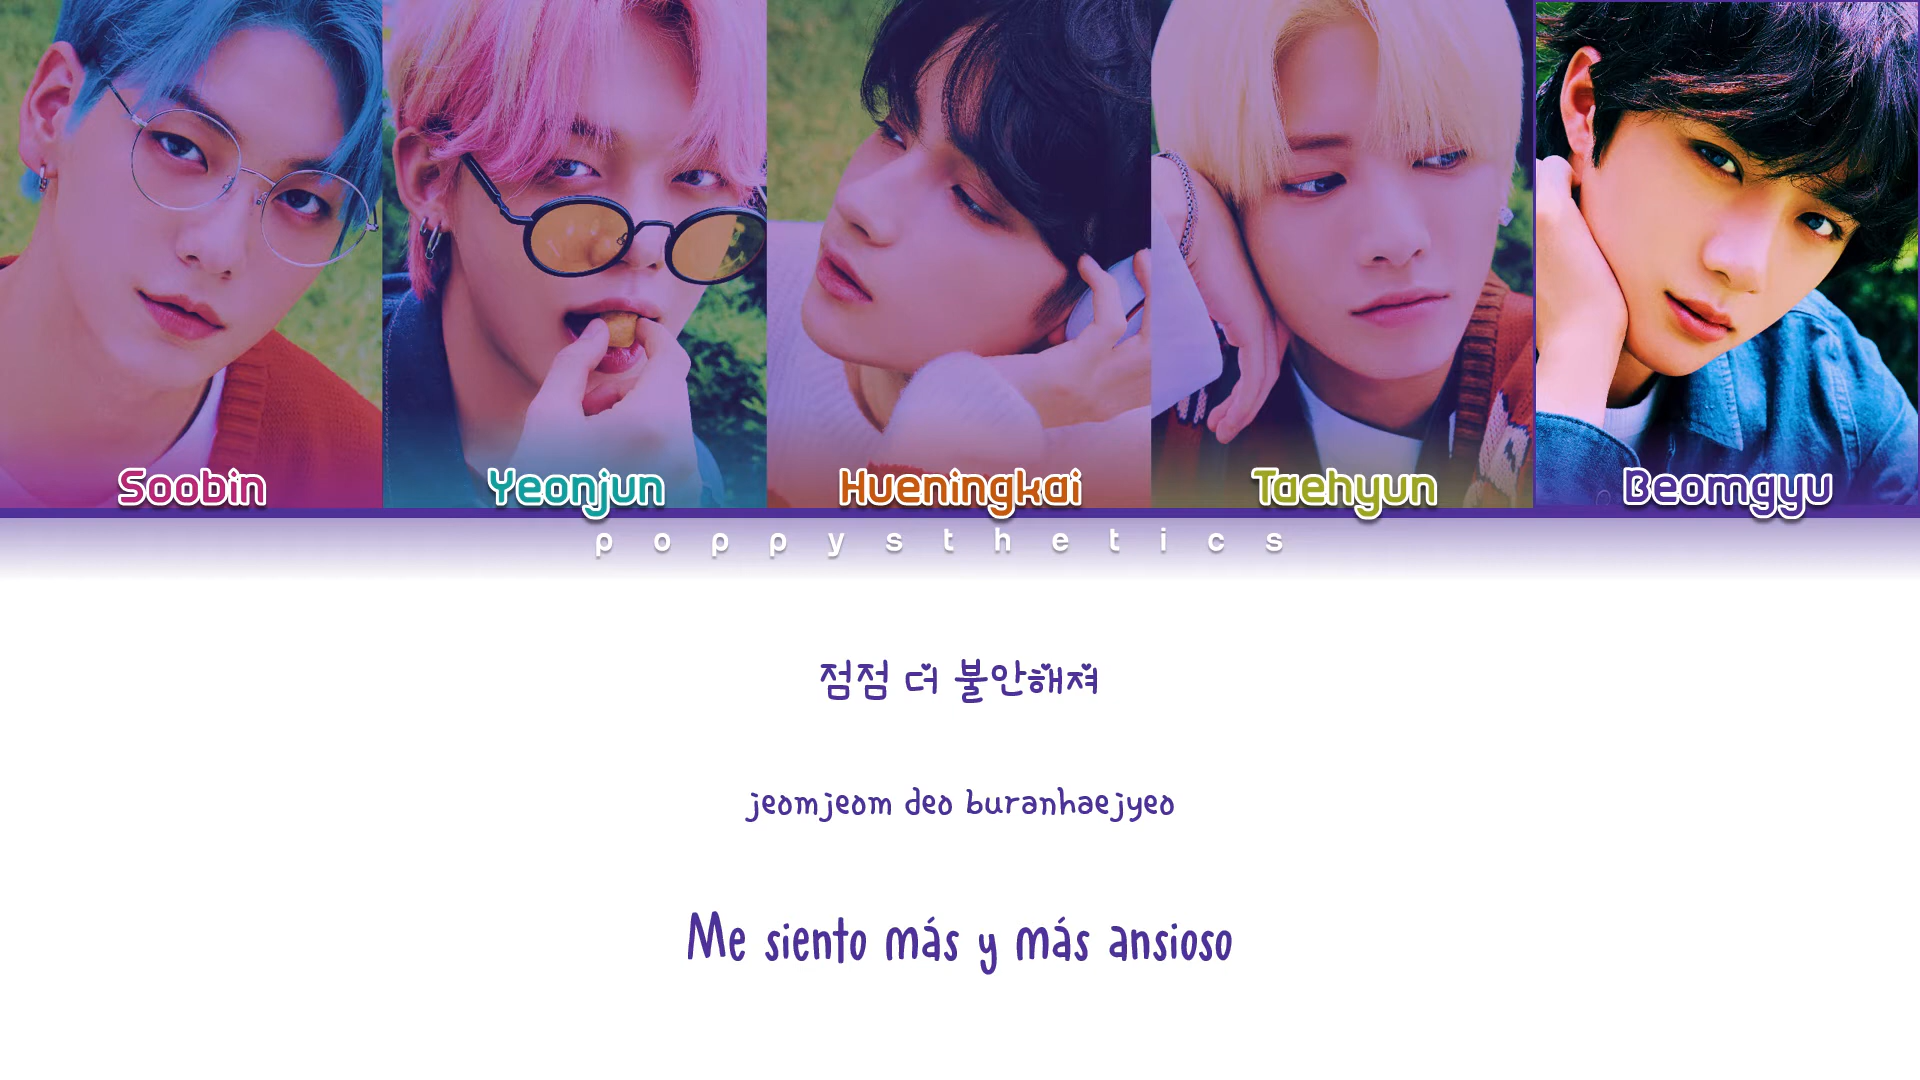 Soobin
Yeonjun
Hueningkai
Taehyun
Beomgyu
poppysthetics
점점 더 불안해져
jeomjeom deo buranhaejyeo
Me siento más y más ansioso